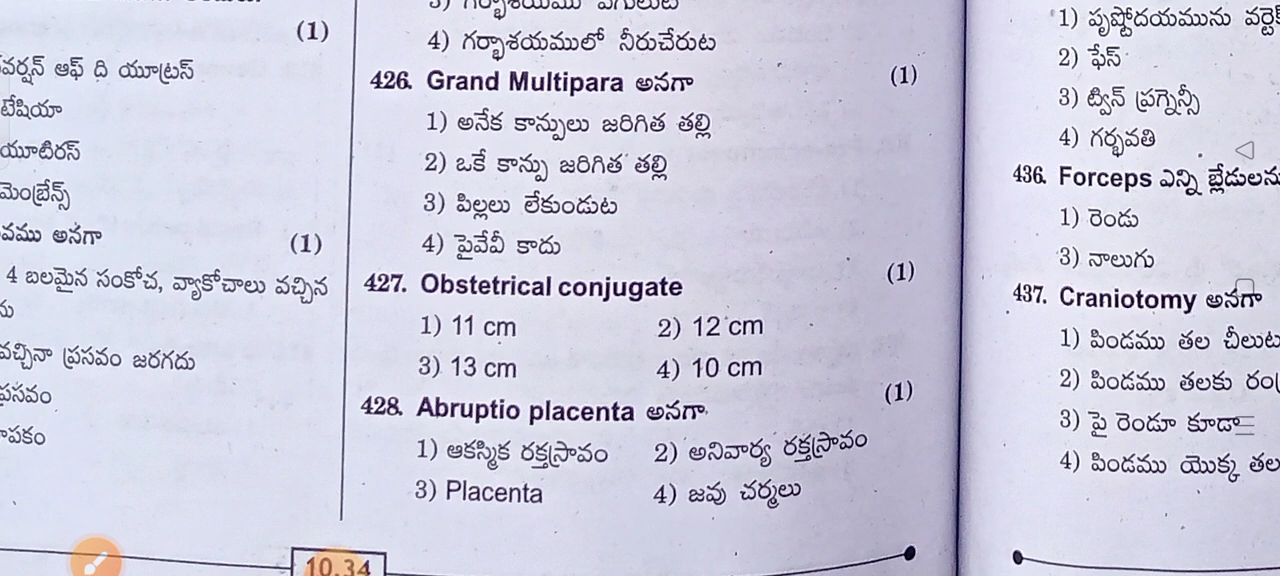 (1)
వర్షన్ ఆఫ్ ది యూట్రస్
టేషియా
యూటిరస్
మెంబ్రేన్స్
వము అనగా (1)
4 బలమైన సంకోచ, వ్యాకోచాలు వచ్చిన
ను
వచ్చినా ప్రసవం జరగదు
ప్రసవం
4) గర్భాశయములో నీరుచేరుట
426. Grand Multipara అనగా (1)
1) అనేక కాన్పులు జరిగిత తల్లి
2) ఒకే కాన్పు జరిగిత తల్లి
3) పిల్లలు లేకుండుట
4) పైవేవీ కాదు
427. Obstetrical conjugate (1)
1) 11 cm 2) 12 cm
3) 13 cm 4) 10 cm
428. Abruptio placenta అనగా (1)
1) ఆకస్మిక రక్తస్రావం 2) అనివార్య రక్తస్రావం
3) Placenta 4) జవు చర్మలు
10.34
1) పృష్టోదయమును
2) ఫేస్
3) ట్విన్ ప్రగ్నెన్సీ
4) గర్భవతి
436. Forceps ఎన్ని బ్లేడులను
1) రెండు
3) నాలుగు
437. Craniotomy అనగా
1) పిండము తల చీలుట
2) పిండము తలకు
3) పై రెండూ కూడా
4) పిండము యొక్క తల